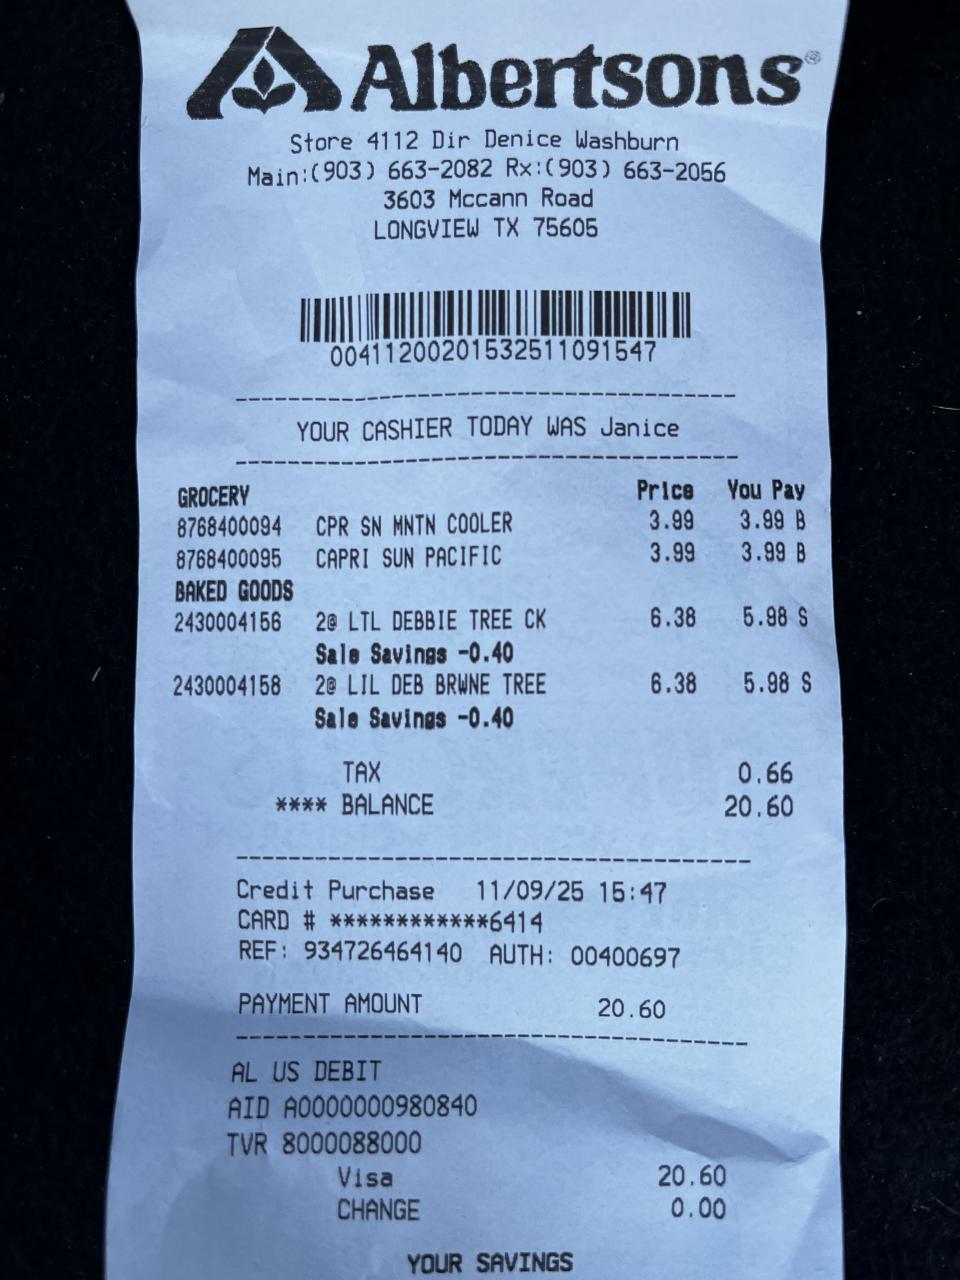 Albertsons®
Store 4112 Dir Denice Washburn
Main:(903) 663-2082 Rx:(903) 663-2056
3603 Mccann Road
LONGVIEW TX 75605
00411200201532511091547
YOUR CASHIER TODAY WAS Janice
GROCERY Price You Pay
8768400094 CPR SN MNTN COOLER 3.99 3.99 B
8768400095 CAPRI SUN PACIFIC 3.99 3.99 B
BAKED GOODS
2430004156 2@ LTL DEBBIE TREE CK 6.38 5.98 S
Sale Savings -0.40
2430004158 2@ LIL DEB BRWNE TREE 6.38 5.98 S
Sale Savings -0.40
TAX 0.66
**** BALANCE 20.60
Credit Purchase 11/09/25 15:47
CARD # ************6414
REF: 934726464140 AUTH: 00400697
PAYMENT AMOUNT 20.60
AL US DEBIT
AID A0000000980840
TVR 8000088000
Visa 20.60
CHANGE 0.00
YOUR SAVINGS